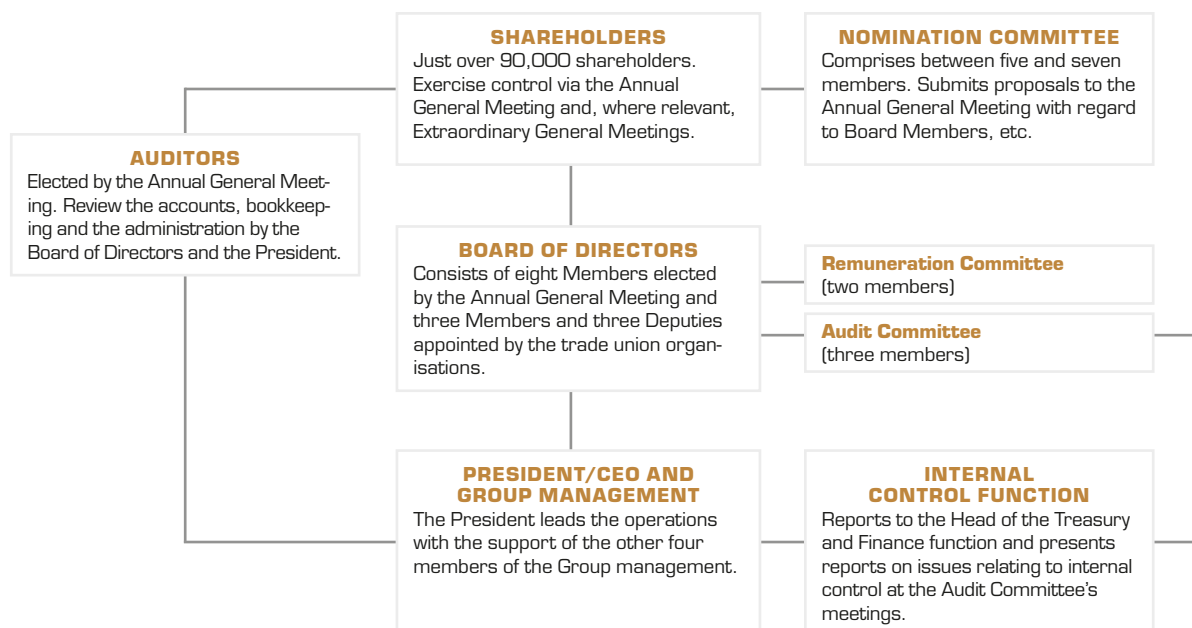 SHAREHOLDERS
Just over 90,000 shareholders.
Exercise control via the Annual
General Meeting and, where relevant,
Extraordinary General Meetings.
NOMINATION COMMITTEE
Comprises between five and seven
members. Submits proposals to the
Annual General Meeting with regard
to Board Members, etc.
AUDITORS
Elected by the Annual General Meet-
ing. Review the accounts, bookkeep-
ing and the administration by the
Board of Directors and the President.
BOARD OF DIRECTORS
Consists of eight Members elected
by the Annual General Meeting and
three Members and three Deputies
appointed by the trade union organ-
isations.
Remuneration Committee
(two members)
Audit Committee
(three members)
PRESIDENT/CEO AND
GROUP MANAGEMENT
The President leads the operations
with the support of the other four
members of the Group management.
INTERNAL
CONTROL FUNCTION
Reports to the Head of the Treasury
and Finance function and presents
reports on issues relating to internal
control at the Audit Committee's
meetings.